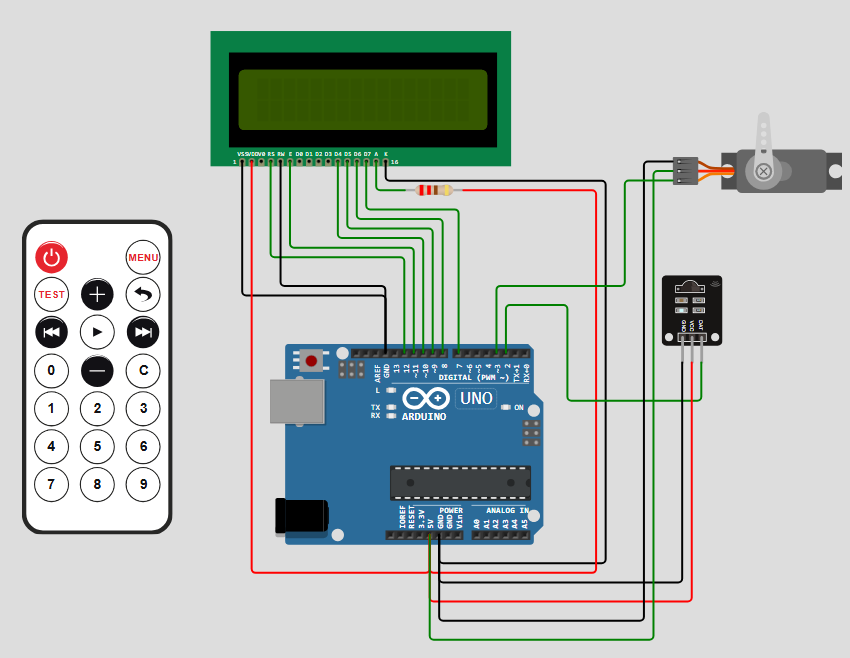 VSS VDD V0 RS RW E D0 D1 D2 D3 D4 D5 D6 D7 A K
1 16
MENU
TEST
0 C
1 2 3
4 5 6
7 8 9
GND VCC DAT
AREF GND 13 12 ~11 ~10 ~9 8 7 ~6 ~5 4 ~3 2 TX→1 RX←0
DIGITAL (PWM ~)
L
TX
RX
ARDUINO
UNO
ON
IOREF RESET 3.3V 5V GND GND Vin
POWER
ANALOG IN
A0 A1 A2 A3 A4 A5